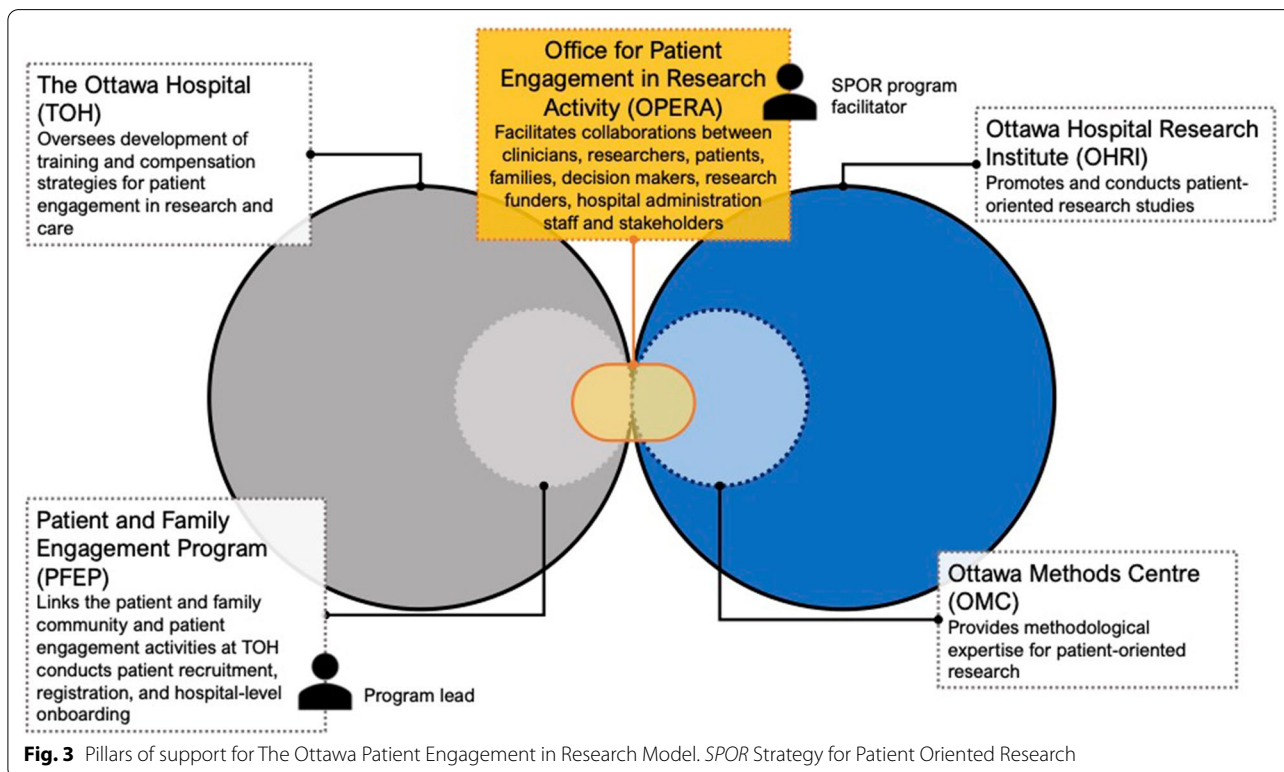 The Ottawa Hospital
(TOH)
Oversees development of
training and compensation
strategies for patient
engagement in research and
care
Office for Patient
Engagement in Research
Activity (OPERA)
Facilitates collaborations between
clinicians, researchers, patients,
families, decision makers, research
funders, hospital administration
staff and stakeholders
SPOR program
facilitator
Ottawa Hospital Research
Institute (OHRI)
Promotes and conducts patient-
oriented research studies
Patient and Family
Engagement Program
(PFEP)
Links the patient and family
community and patient
engagement activities at TOH
conducts patient recruitment,
registration, and hospital-level
onboarding
Program lead
Ottawa Methods Centre
(OMC)
Provides methodological
expertise for patient-oriented
research
Fig. 3 Pillars of support for The Ottawa Patient Engagement in Research Model. SPOR Strategy for Patient Oriented Research